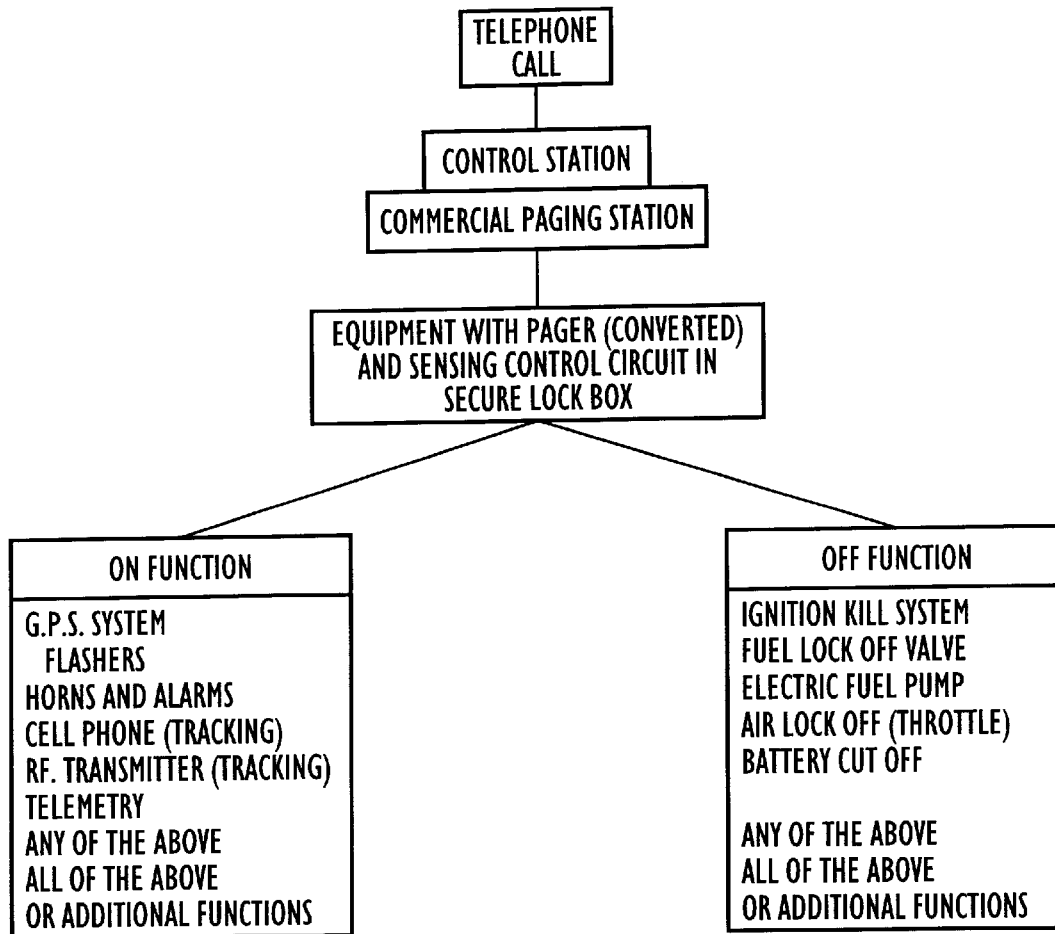 TELEPHONE
CALL
CONTROL STATION
COMMERCIAL PAGING STATION
EQUIPMENT WITH PAGER (CONVERTED)
AND SENSING CONTROL CIRCUIT IN
SECURE LOCK BOX
ON FUNCTION
G.P.S. SYSTEM
FLASHERS
HORNS AND ALARMS
CELL PHONE (TRACKING)
RF. TRANSMITTER (TRACKING)
TELEMETRY
ANY OF THE ABOVE
ALL OF THE ABOVE
OR ADDITIONAL FUNCTIONS
OFF FUNCTION
IGNITION KILL SYSTEM
FUEL LOCK OFF VALVE
ELECTRIC FUEL PUMP
AIR LOCK OFF (THROTTLE)
BATTERY CUT OFF
ANY OF THE ABOVE
ALL OF THE ABOVE
OR ADDITIONAL FUNCTIONS